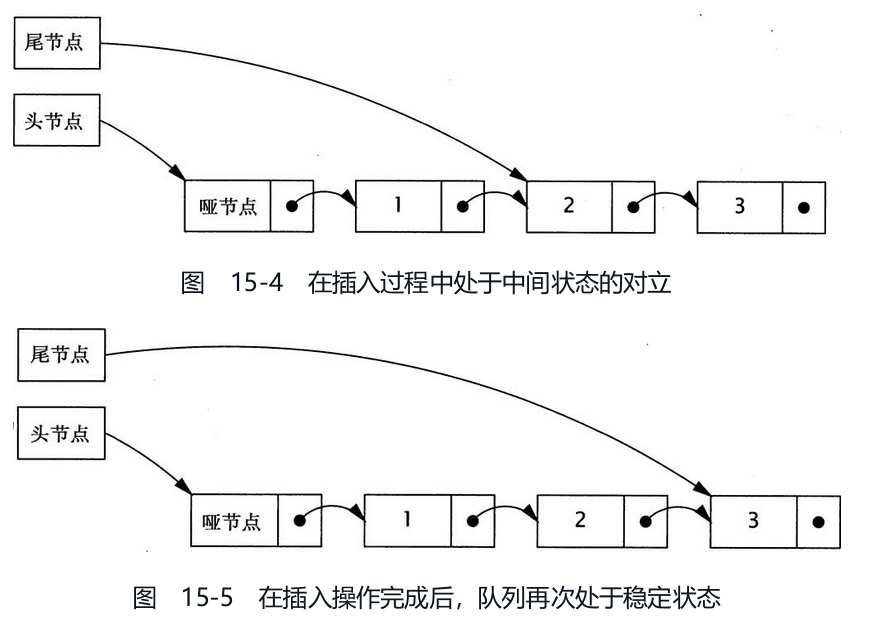 尾节点
头节点
哑节点 1 2 3
图 15-4 在插入过程中处于中间状态的对立
尾节点
头节点
哑节点 1 2 3
图 15-5 在插入操作完成后，队列再次处于稳定状态